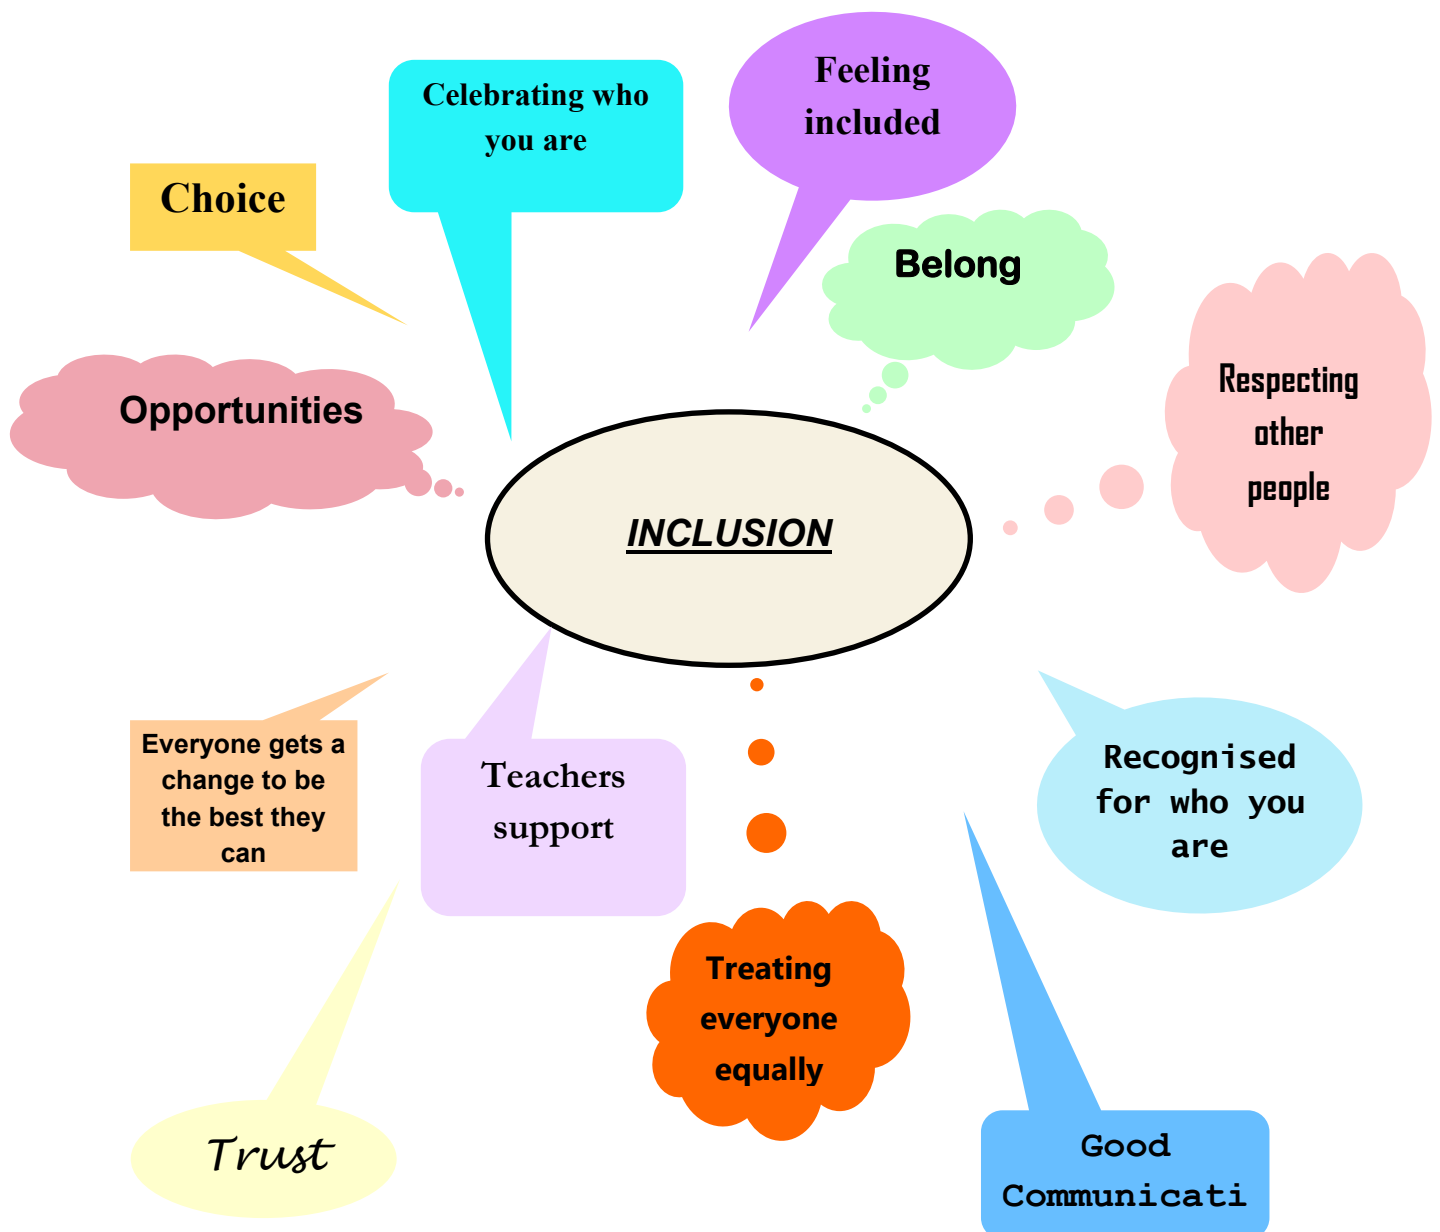 Feeling
included
Celebrating who
you are
Choice
Belong
Opportunities
Respecting
other
people
INCLUSION
Everyone gets a
change to be
the best they
can
Teachers
support
Recognised
for who you
are
Treating
everyone
equally
Trust
Good
Communicati